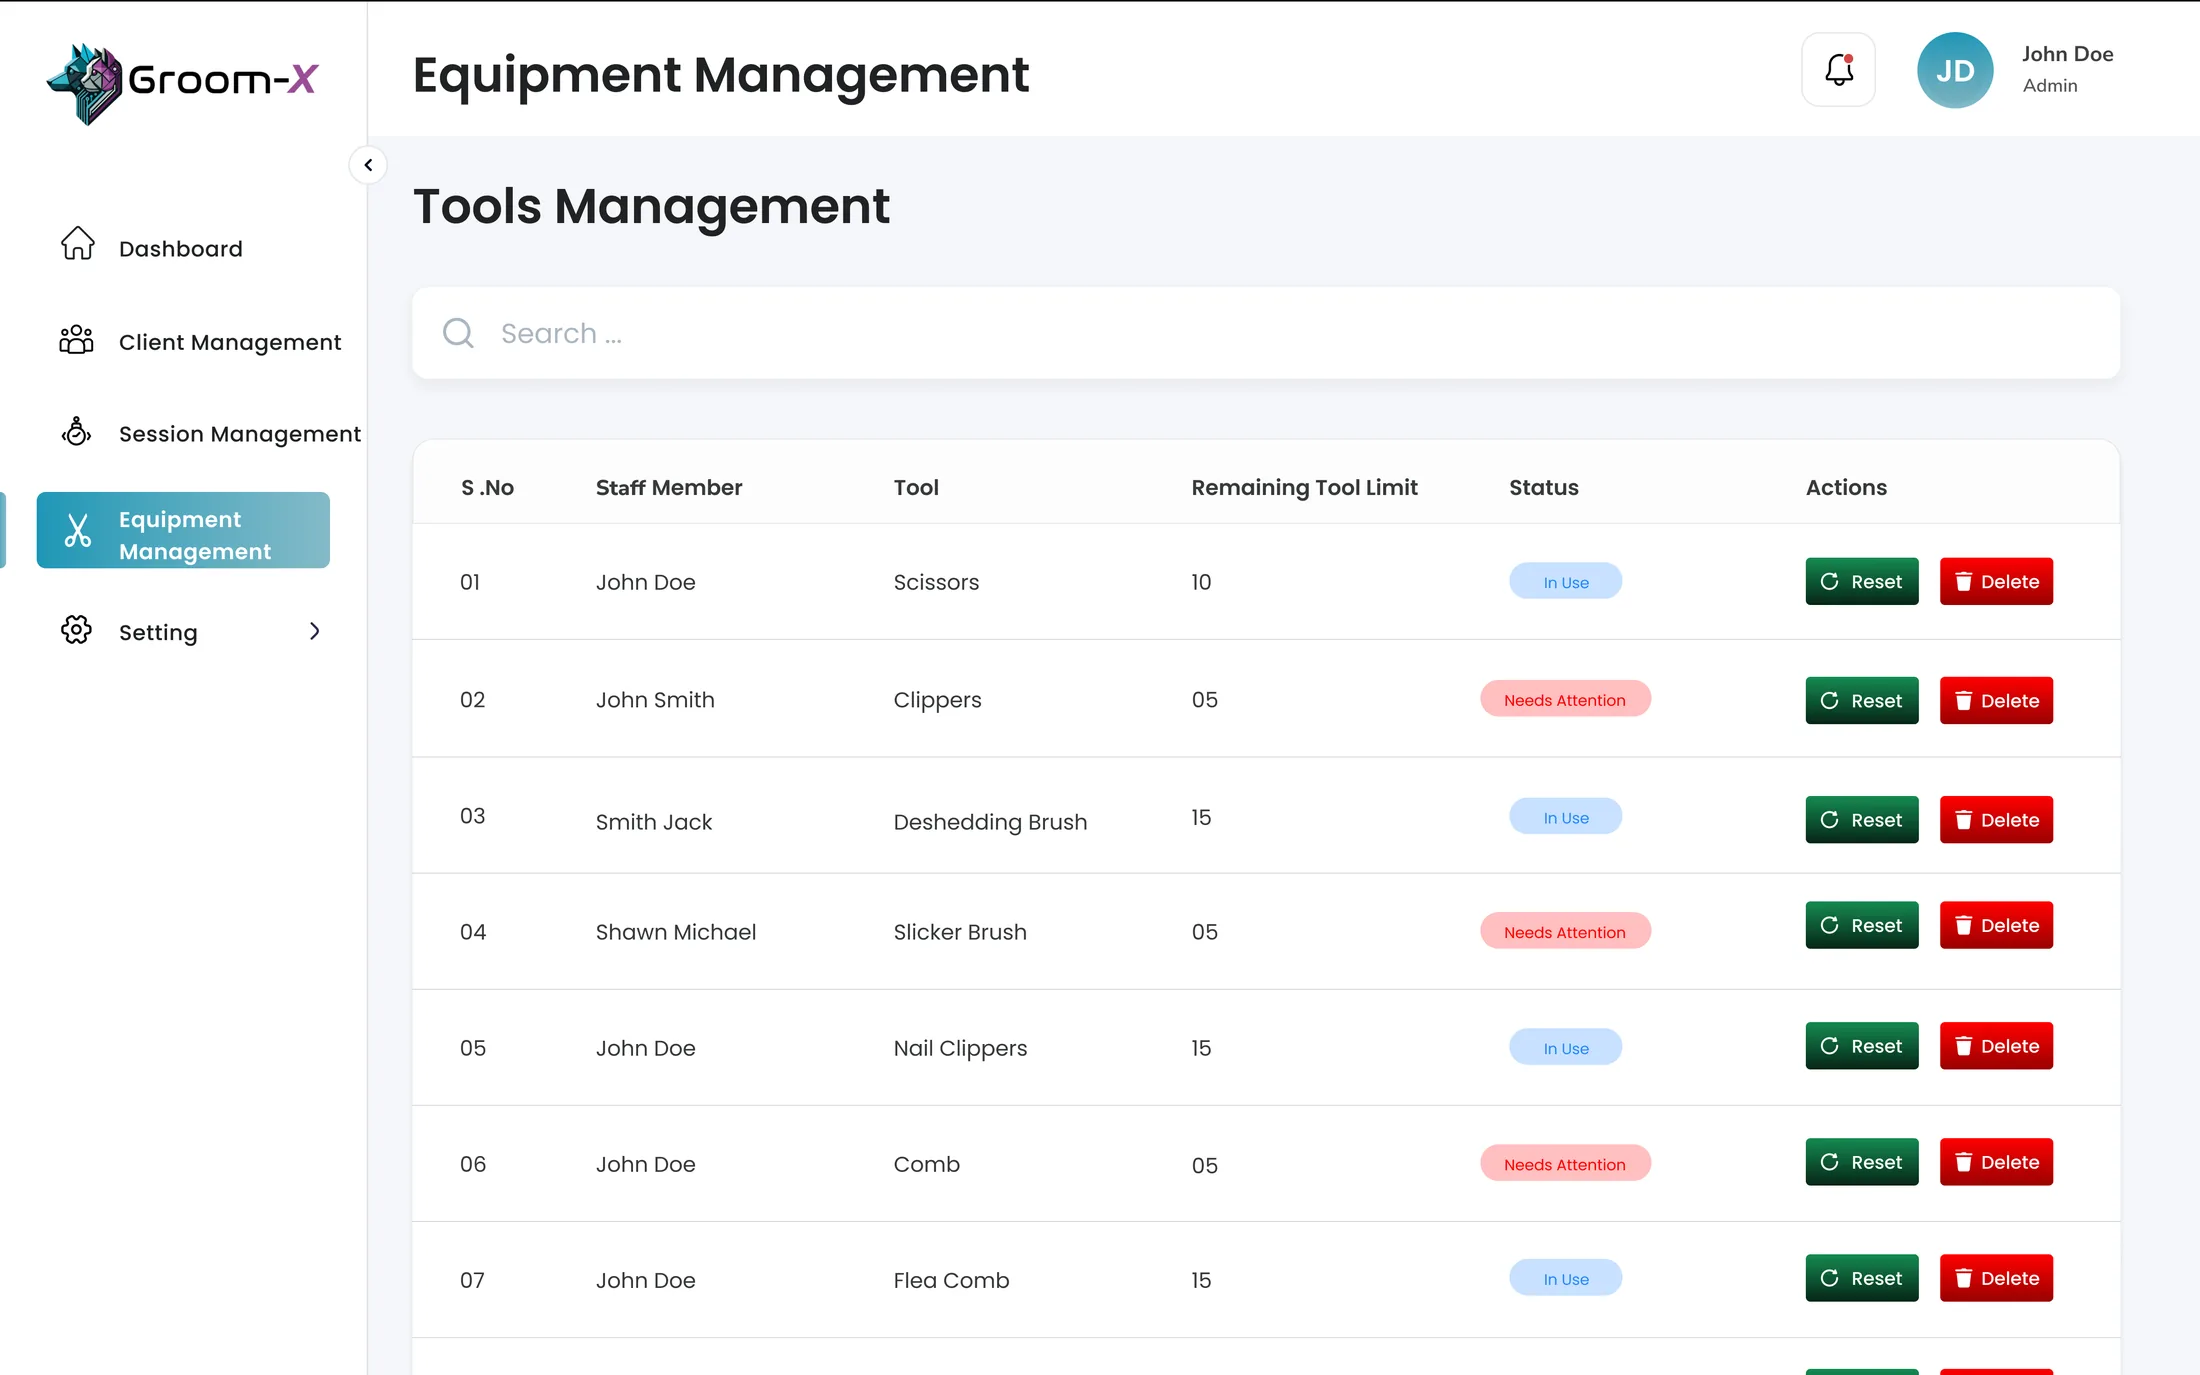 Groom-X
Equipment Management
JD
John Doe
Admin
Dashboard
Client Management
Session Management
Equipment
Management
Setting
Tools Management
Search ...
S .No Staff Member Tool Remaining Tool Limit Status Actions
01 John Doe Scissors 10 In Use Reset Delete
02 John Smith Clippers 05 Needs Attention Reset Delete
03 Smith Jack Deshedding Brush 15 In Use Reset Delete
04 Shawn Michael Slicker Brush 05 Needs Attention Reset Delete
05 John Doe Nail Clippers 15 In Use Reset Delete
06 John Doe Comb 05 Needs Attention Reset Delete
07 John Doe Flea Comb 15 In Use Reset Delete